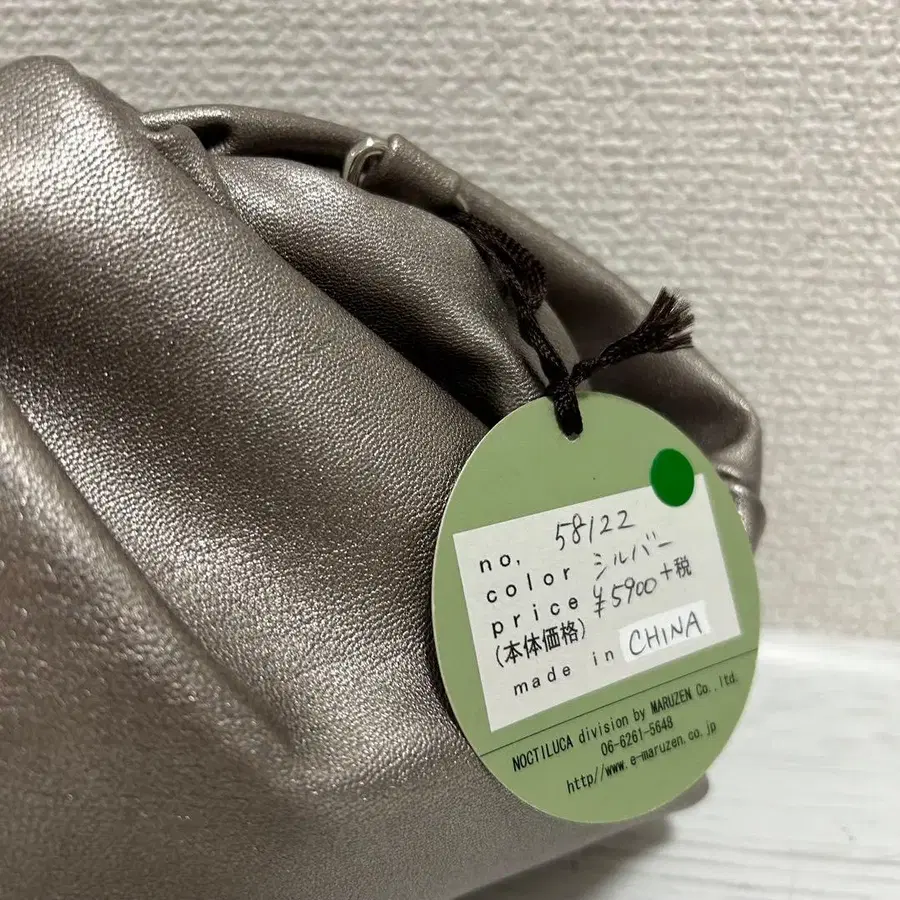 no. 58122
color シルバー
price ¥5900+税
(本体価格)
made in CHINA
NOCTILUCA division by MARUZEN Co.,ltd.
06-6261-5648
http//www.e-maruzen.co.jp